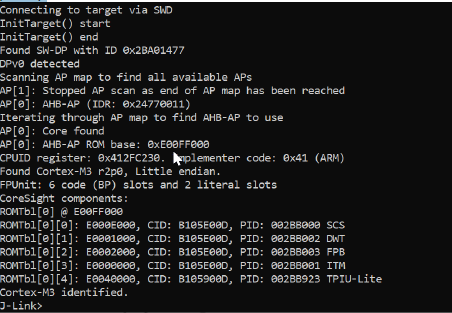 Connecting to target via SWD
InitTarget() start
InitTarget() end
Found SW-DP with ID 0x2BA01477
DPv0 detected
Scanning AP map to find all available APs
AP[1]: Stopped AP scan as end of AP map has been reached
AP[0]: AHB-AP (IDR: 0x24770011)
Iterating through AP map to find AHB-AP to use
AP[0]: Core found
AP[0]: AHB-AP ROM base: 0xE00FF000
CPUID register: 0x412FC230. Implementer code: 0x41 (ARM)
Found Cortex-M3 r2p0, Little endian.
FPUnit: 6 code (BP) slots and 2 literal slots
CoreSight components:
ROMTbl[0] @ E00FF000
ROMTbl[0][0]: E000E000, CID: B105E00D, PID: 002BB000 SCS
ROMTbl[0][1]: E0001000, CID: B105E00D, PID: 002BB002 DWT
ROMTbl[0][2]: E0002000, CID: B105E00D, PID: 002BB003 FPB
ROMTbl[0][3]: E0000000, CID: B105E00D, PID: 002BB001 ITM
ROMTbl[0][4]: E0040000, CID: B105900D, PID: 002BB923 TPIU-Lite
Cortex-M3 identified.
J-Link>